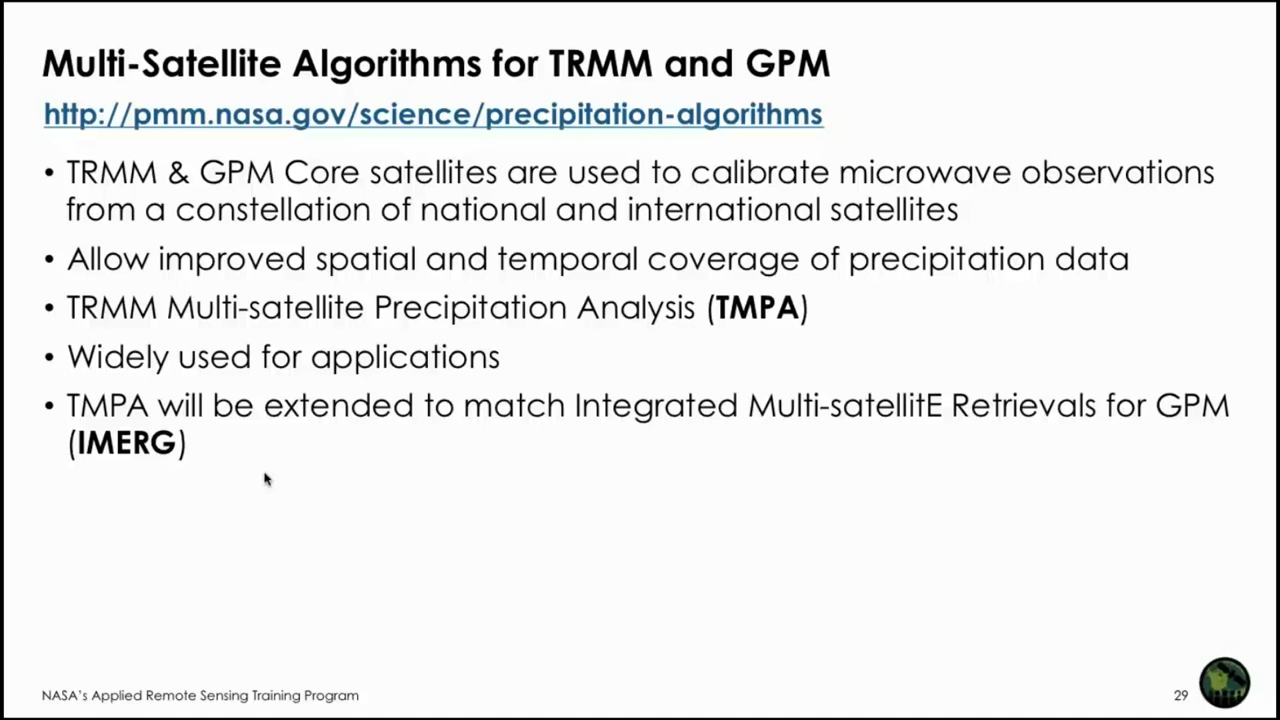 Multi-Satellite Algorithms for TRMM and GPM
http://pmm.nasa.gov/science/precipitation-algorithms
• TRMM & GPM Core satellites are used to calibrate microwave observations
from a constellation of national and international satellites
• Allow improved spatial and temporal coverage of precipitation data
• TRMM Multi-satellite Precipitation Analysis (TMPA)
• Widely used for applications
• TMPA will be extended to match Integrated Multi-satellitE Retrievals for GPM
(IMERG)
NASA's Applied Remote Sensing Training Program
29